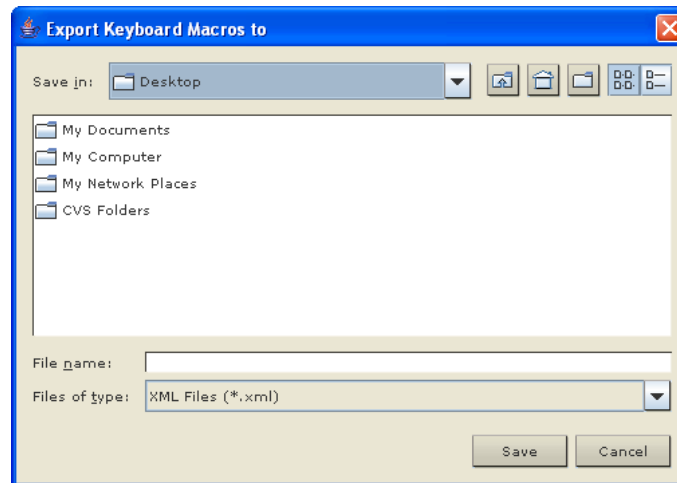 Export Keyboard Macros to
Save in: Desktop
My Documents
My Computer
My Network Places
CVS Folders
File name:
Files of type: XML Files (*.xml)
Save Cancel